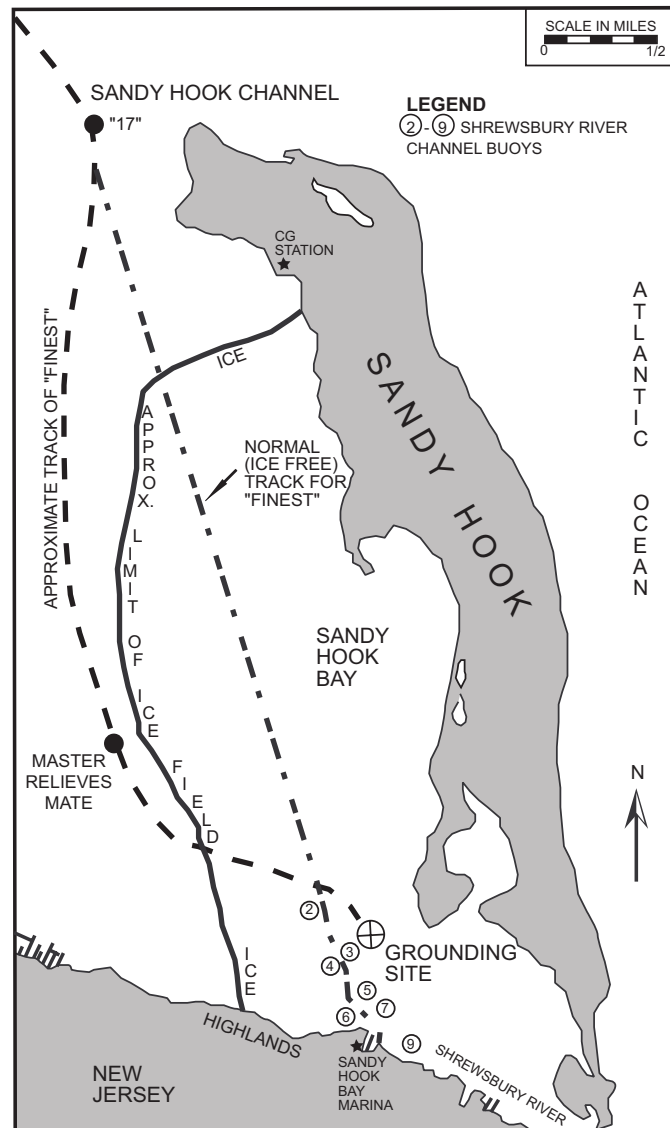 SCALE IN MILES
0 1/2
SANDY HOOK CHANNEL
"17"
LEGEND
②-⑨ SHREWSBURY RIVER
CHANNEL BUOYS
CG
STATION
ICE
SANDY HOOK
ATLANTIC OCEAN
APPROX. LIMIT OF ICE FIELD
NORMAL
(ICE FREE)
TRACK FOR
"FINEST"
APPROXIMATE TRACK OF "FINEST"
SANDY
HOOK
BAY
MASTER
RELIEVES
MATE
N
2
3
4
GROUNDING
SITE
5
7
6
9
ICE
HIGHLANDS
SANDY
HOOK
BAY
MARINA
SHREWSBURY RIVER
NEW
JERSEY